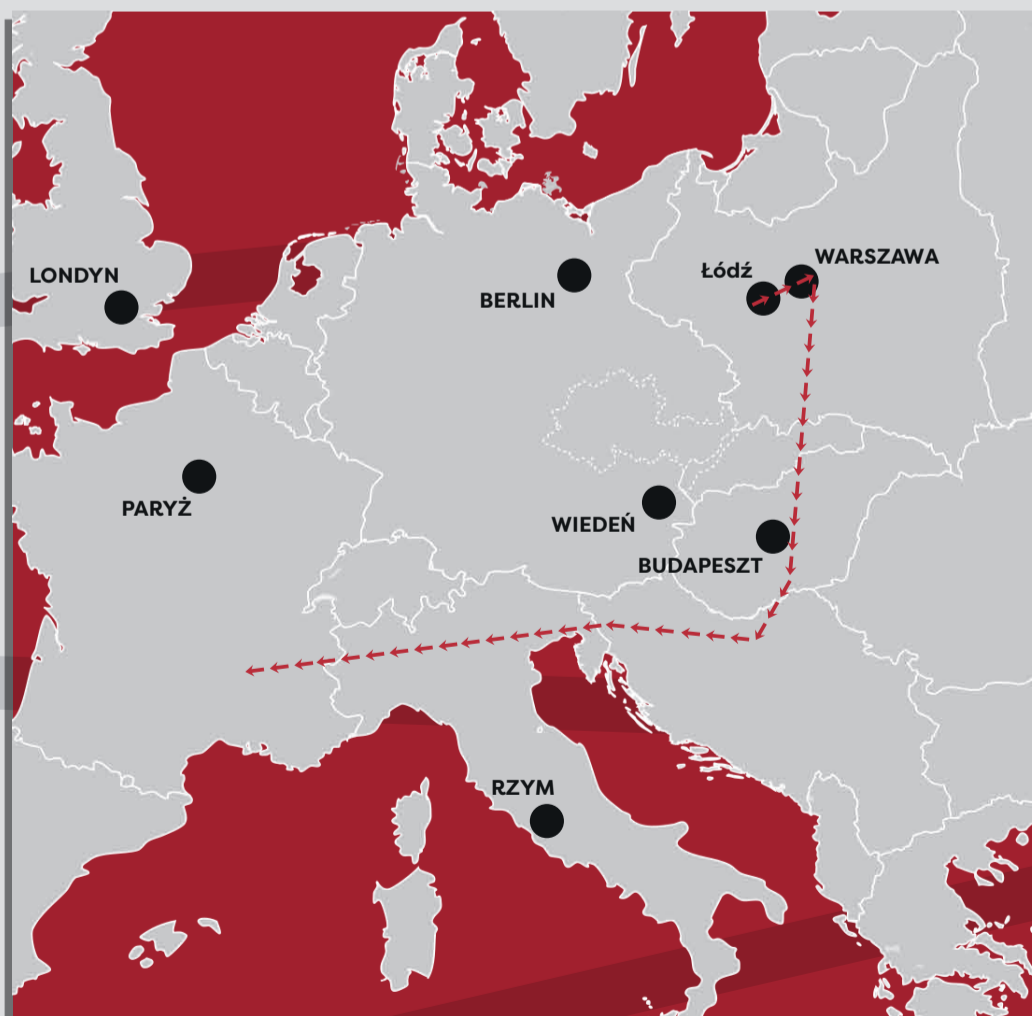 WARSZAWA
Łódź
LONDYN
BERLIN
PARYŻ
WIEDEŃ
BUDAPESZT
RZYM